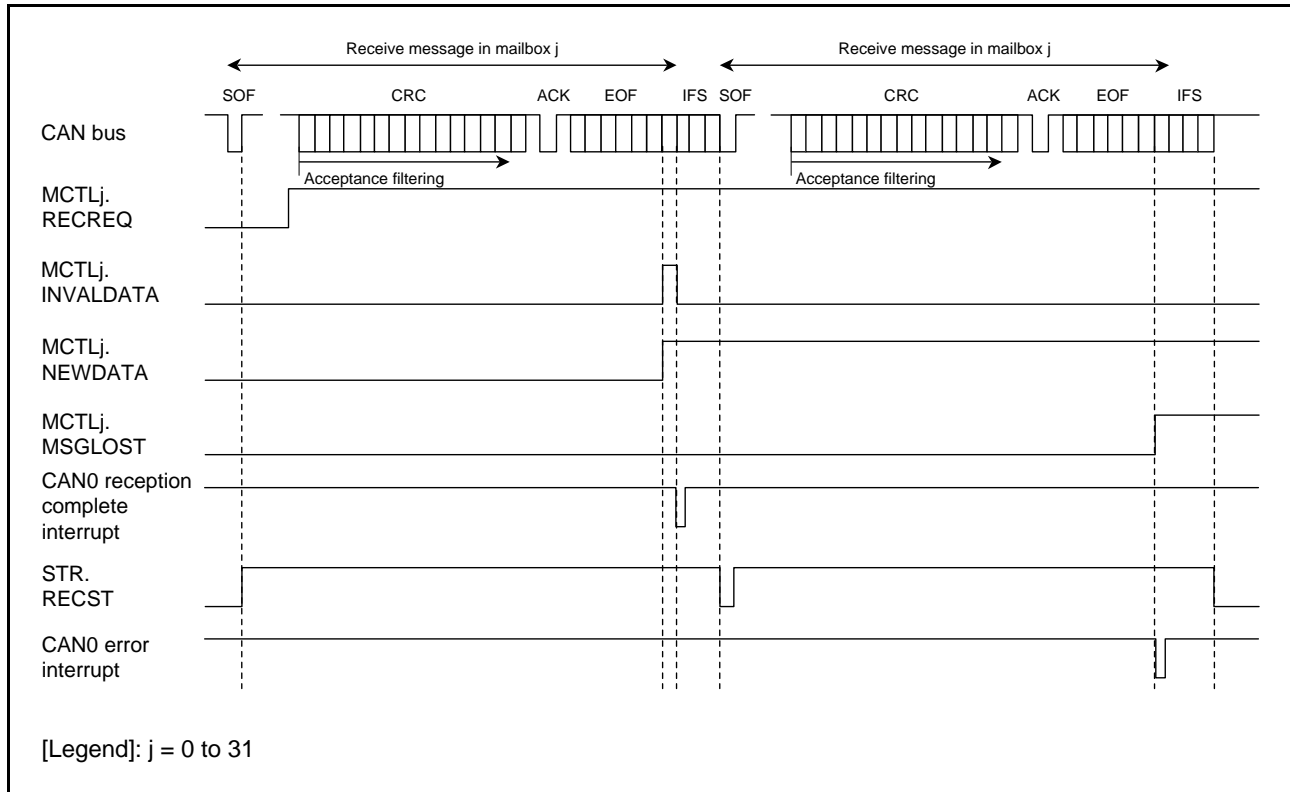 Receive message in mailbox j Receive message in mailbox j
SOF CRC ACK EOF IFS SOF CRC ACK EOF IFS
CAN bus
Acceptance filtering Acceptance filtering
MCTLj.
RECREQ
MCTLj.
INVALDATA
MCTLj.
NEWDATA
MCTLj.
MSGLOST
CAN0 reception
complete
interrupt
STR.
RECST
CAN0 error
interrupt
[Legend]: j = 0 to 31